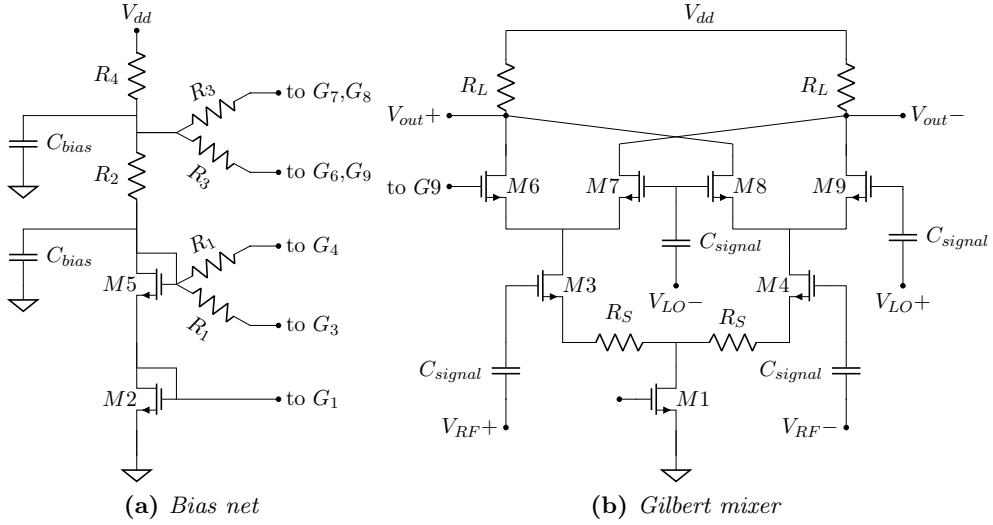 V_dd
R_4
R_3
to G_7,G_8
C_bias
R_3
to G_6,G_9
R_2
C_bias
R_1
to G_4
M5
R_1
to G_3
M2
to G_1
(a) Bias net
V_dd
R_L
R_L
V_out+
V_out−
to G9
M6
M7
M8
M9
C_signal
C_signal
M3
M4
V_LO−
V_LO+
R_S
R_S
C_signal
C_signal
M1
V_RF+
V_RF−
(b) Gilbert mixer